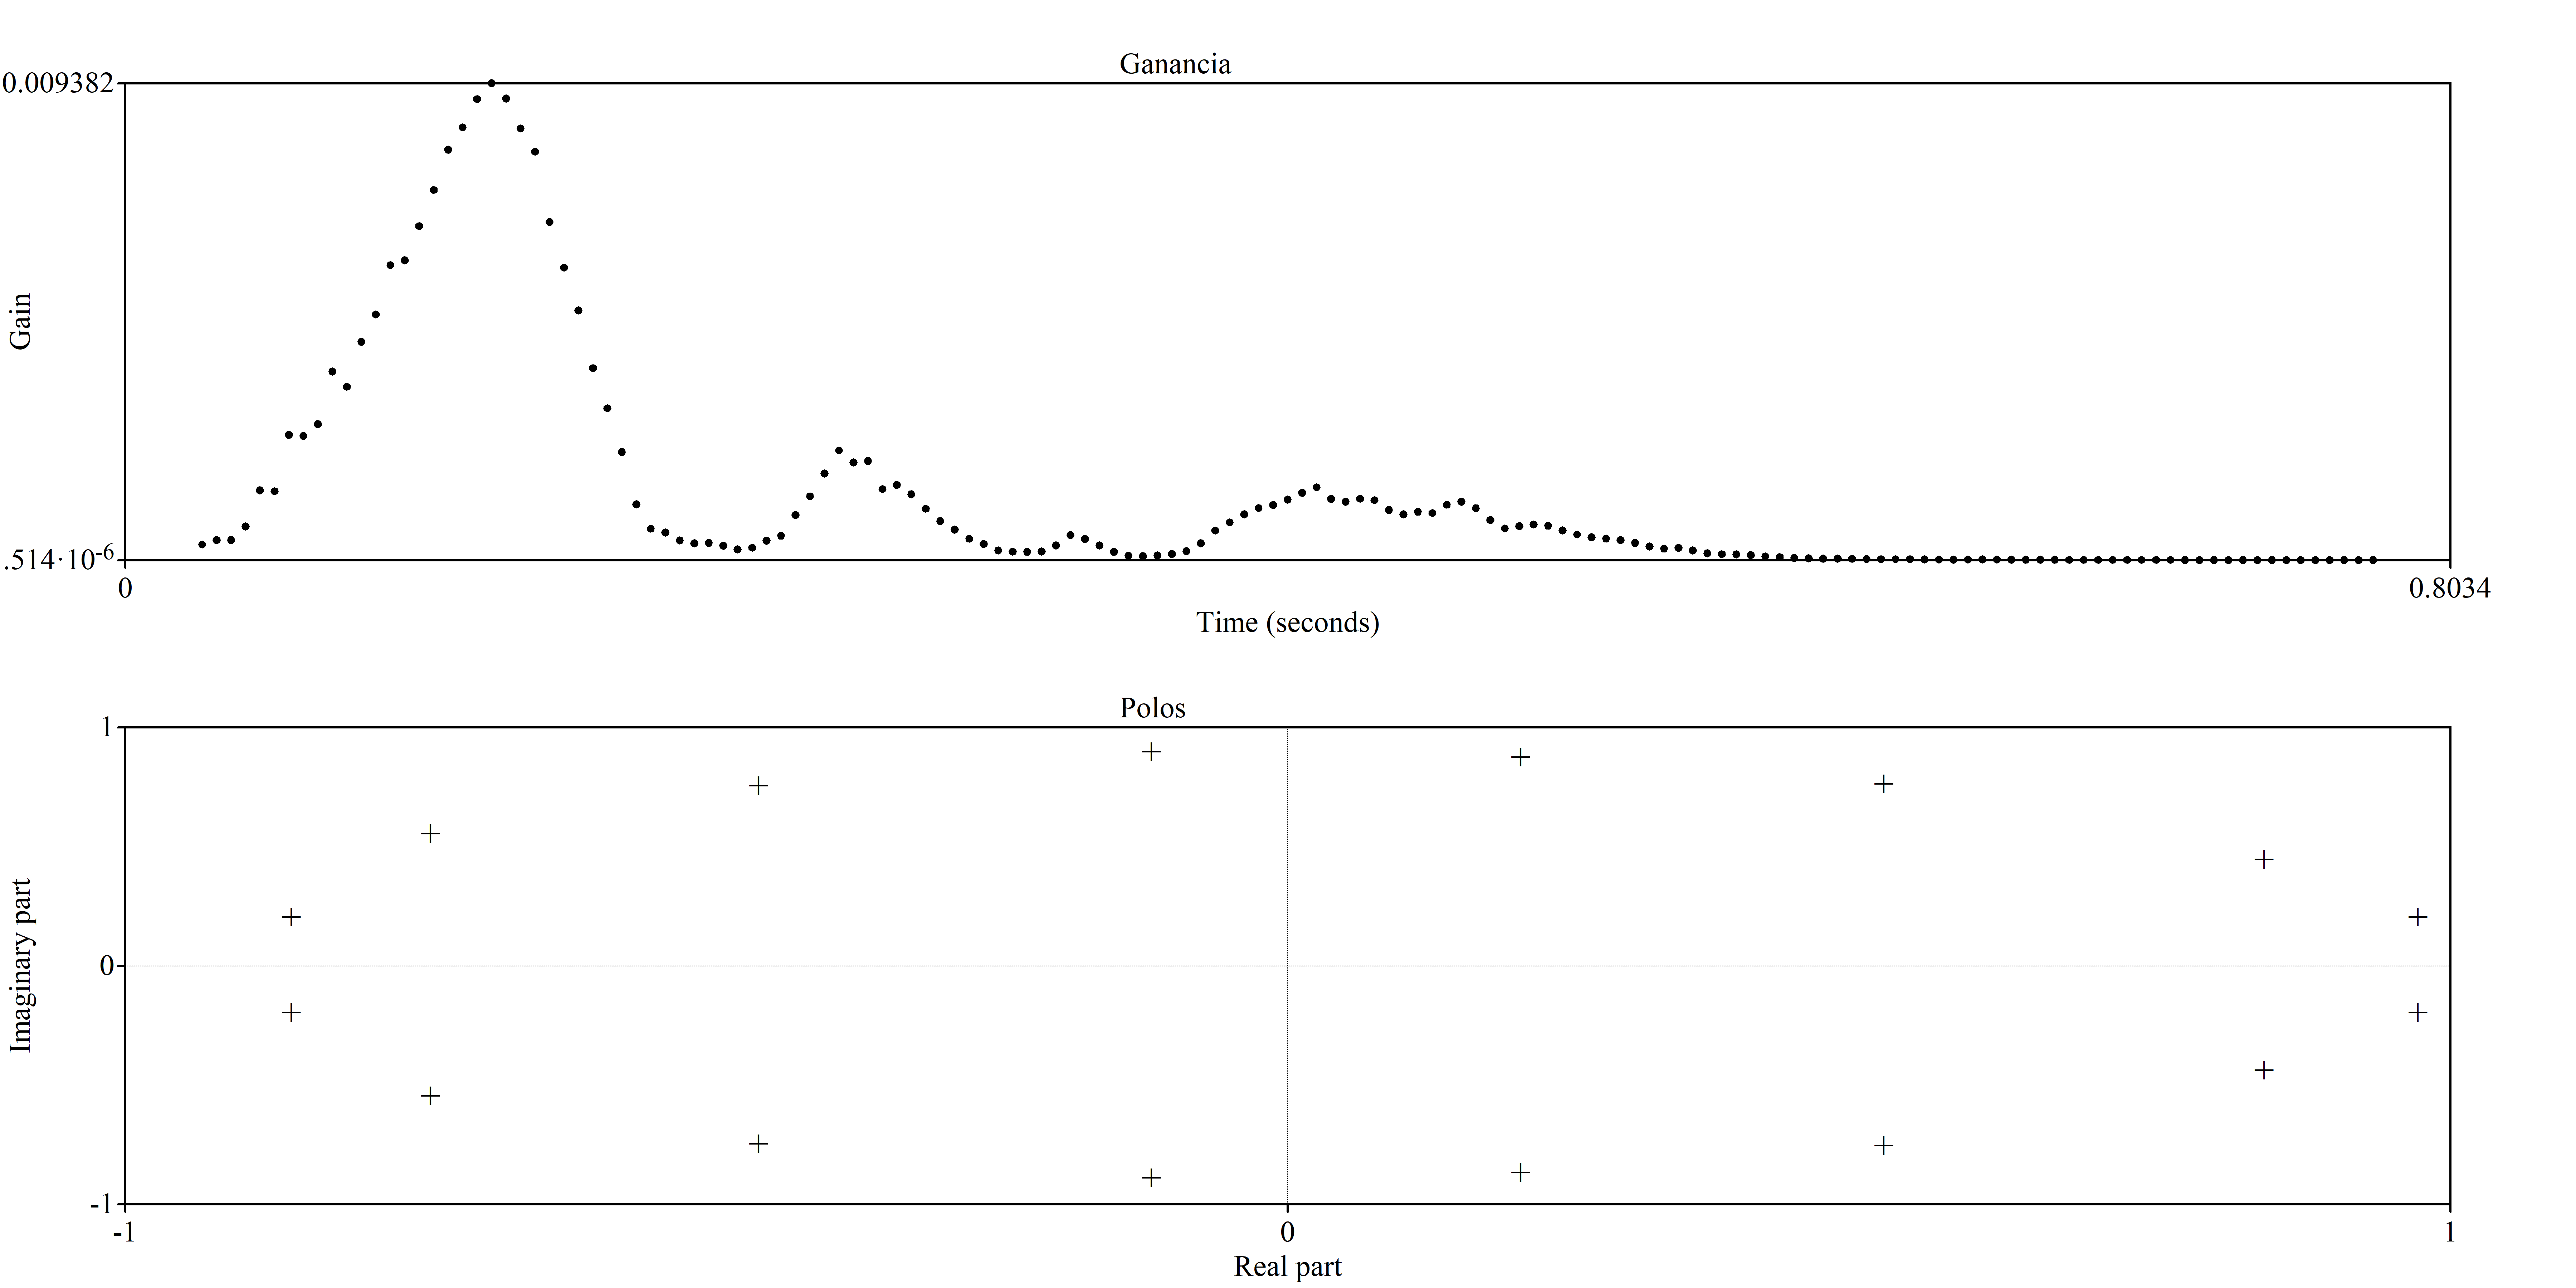 Ganancia
0.009382
Gain
.514·10-6
0
0.8034
Time (seconds)
Polos
1
Imaginary part
0
-1
-1
0
1
Real part